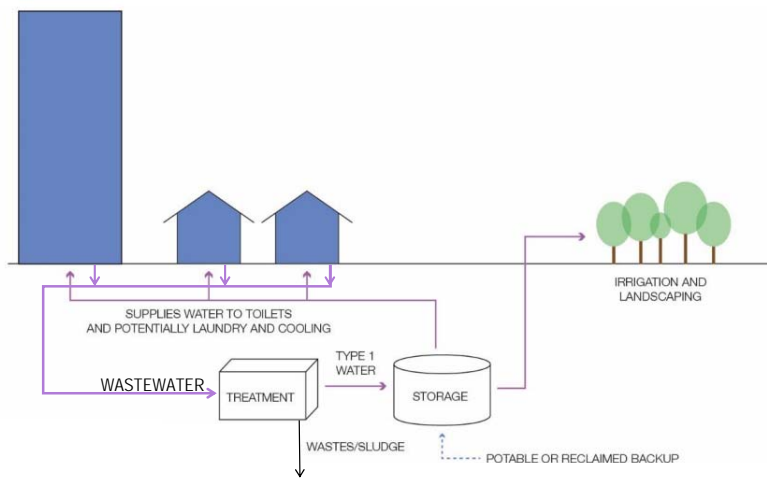 IRRIGATION AND
LANDSCAPING
SUPPLIES WATER TO TOILETS
AND POTENTIALLY LAUNDRY AND COOLING
TYPE 1
WATER
WASTEWATER
TREATMENT
STORAGE
WASTES/SLUDGE
POTABLE OR RECLAIMED BACKUP